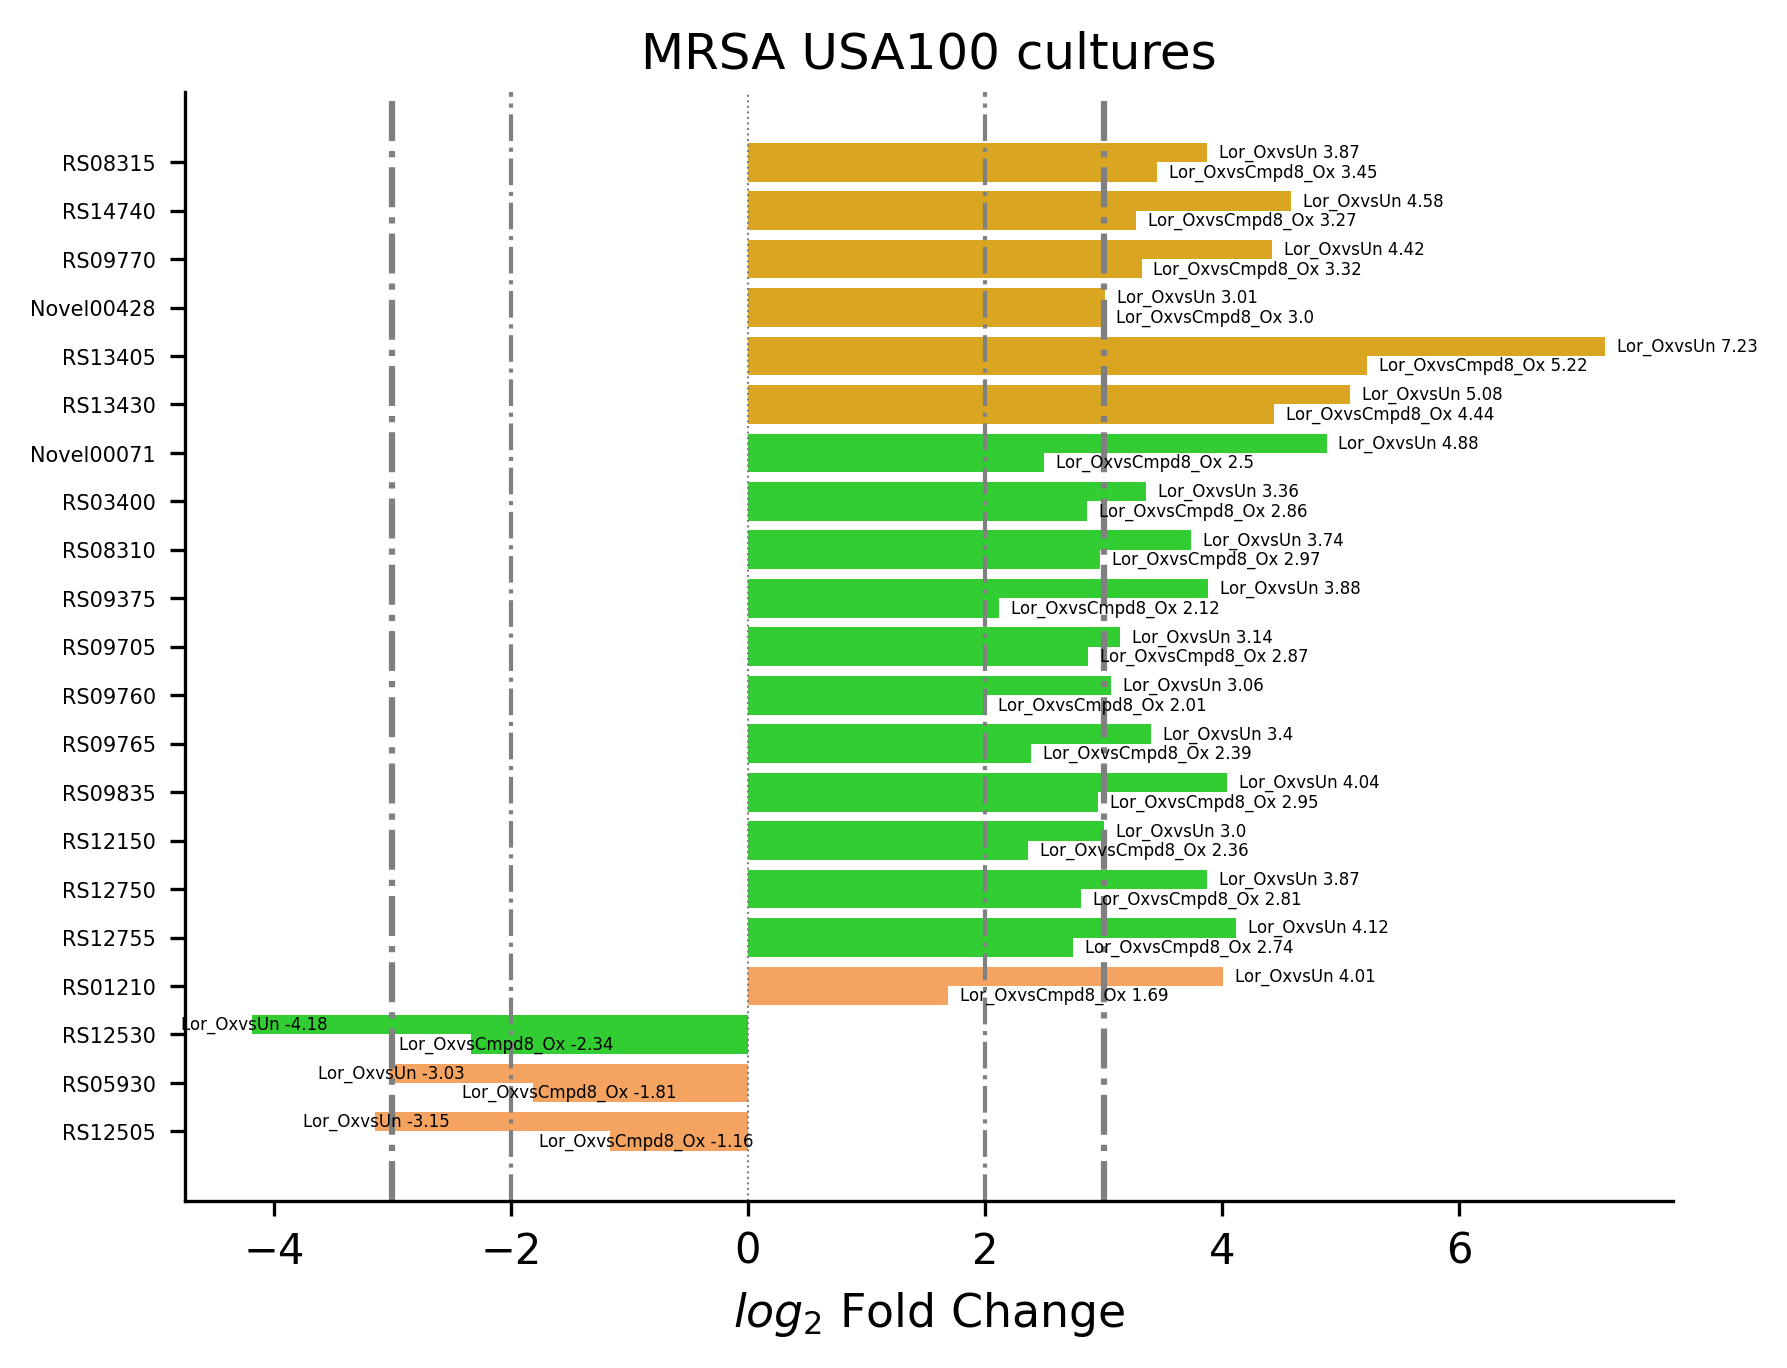 MRSA USA100 cultures
RS08315
Lor_OxvsUn 3.87
Lor_OxvsCmpd8_Ox 3.45
RS14740
Lor_OxvsUn 4.58
Lor_OxvsCmpd8_Ox 3.27
RS09770
Lor_OxvsUn 4.42
Lor_OxvsCmpd8_Ox 3.32
Novel00428
Lor_OxvsUn 3.01
Lor_OxvsCmpd8_Ox 3.0
RS13405
Lor_OxvsUn 7.23
Lor_OxvsCmpd8_Ox 5.22
RS13430
Lor_OxvsUn 5.08
Lor_OxvsCmpd8_Ox 4.44
Novel00071
Lor_OxvsUn 4.88
Lor_OxvsCmpd8_Ox 2.5
RS03400
Lor_OxvsUn 3.36
Lor_OxvsCmpd8_Ox 2.86
RS08310
Lor_OxvsUn 3.74
Lor_OxvsCmpd8_Ox 2.97
RS09375
Lor_OxvsUn 3.88
Lor_OxvsCmpd8_Ox 2.12
RS09705
Lor_OxvsUn 3.14
Lor_OxvsCmpd8_Ox 2.87
RS09760
Lor_OxvsUn 3.06
Lor_OxvsCmpd8_Ox 2.01
RS09765
Lor_OxvsUn 3.4
Lor_OxvsCmpd8_Ox 2.39
RS09835
Lor_OxvsUn 4.04
Lor_OxvsCmpd8_Ox 2.95
RS12150
Lor_OxvsUn 3.0
Lor_OxvsCmpd8_Ox 2.36
RS12750
Lor_OxvsUn 3.87
Lor_OxvsCmpd8_Ox 2.81
RS12755
Lor_OxvsUn 4.12
Lor_OxvsCmpd8_Ox 2.74
RS01210
Lor_OxvsUn 4.01
Lor_OxvsCmpd8_Ox 1.69
RS12530
Lor_OxvsUn -4.18
Lor_OxvsCmpd8_Ox -2.34
RS05930
Lor_OxvsUn -3.03
Lor_OxvsCmpd8_Ox -1.81
RS12505
Lor_OxvsUn -3.15
Lor_OxvsCmpd8_Ox -1.16
−4 −2 0 2 4 6
log₂ Fold Change